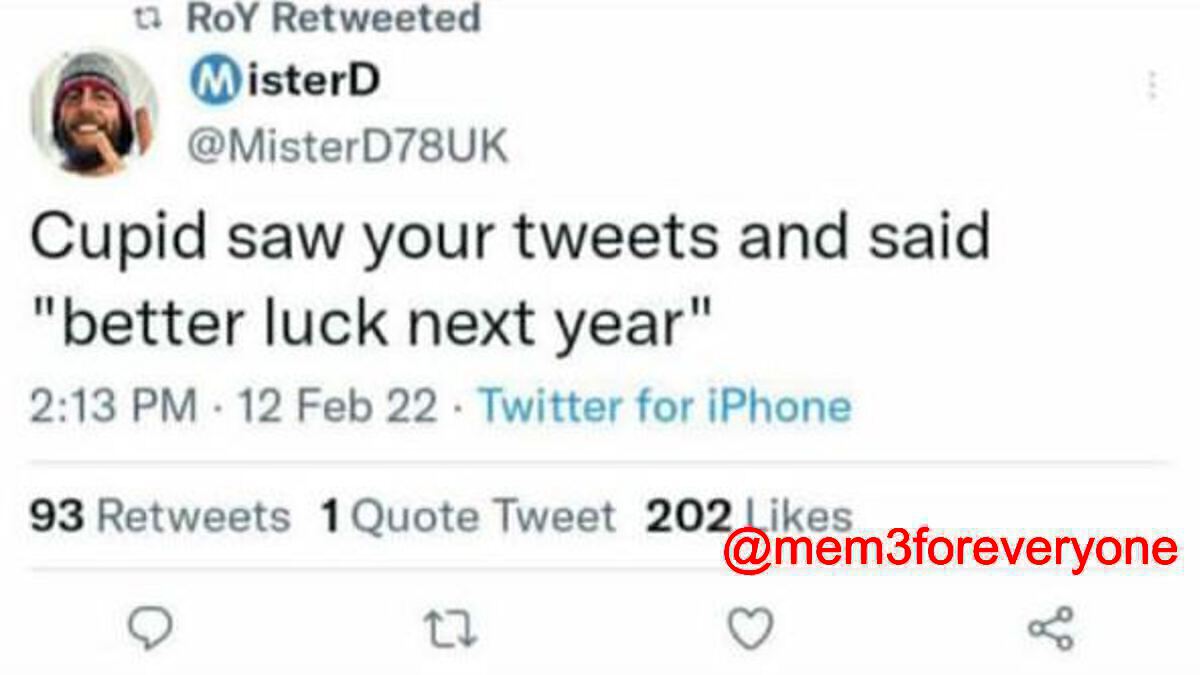 RoY Retweeted
MisterD
@MisterD78UK
Cupid saw your tweets and said
"better luck next year"
2:13 PM · 12 Feb 22 · Twitter for iPhone
93 Retweets 1 Quote Tweet 202 Likes
@mem3foreveryone